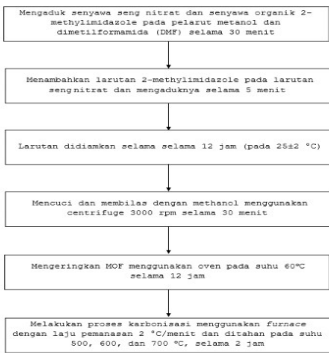 Mengaduk senyawa seng nitrat dan senyawa organik 2-
methylimidazole pada pelarut metanol dan
dimetilformamida (DMF) selama 30 menit
Menambahkan larutan 2-methylimidazole pada larutan
seng nitrat dan mengaduknya selama 5 menit
Larutan didiamkan selama selama 12 jam (pada 25±2 °C)
Mencuci dan membilas dengan methanol menggunakan
centrifuge 3000 rpm selama 30 menit
Mengeringkan MOF menggunakan oven pada suhu 60°C
selama 12 jam
Melakukan proses karbonisasi menggunakan furnace
dengan laju pemanasan 2 °C/menit dan ditahan pada suhu
500, 600, dan 700 °C, selama 2 jam